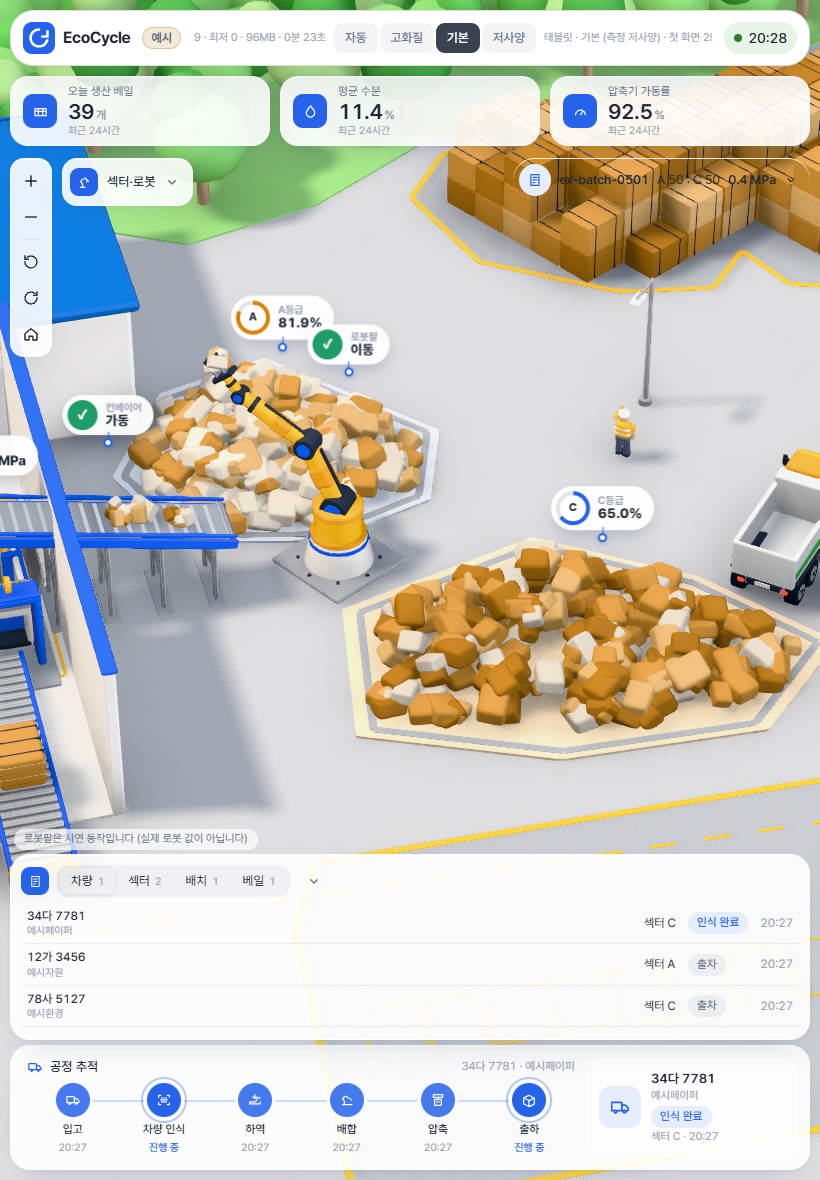 EcoCycle 예시 9 · 최저 0 · 96MB · 0분 23초 자동 고화질 기본 저사양 태블릿 · 기본 (측정 저사양) · 첫 화면 20:28
오늘 생산 베일
39개
최근 24시간
평균 수분
11.4%
최근 24시간
압축기 가동률
92.5%
최근 24시간
섹터·로봇
ex-batch-0501 A 50 : C 50 0.4 MPa
A
A등급
81.9%
로봇팔
이동
컨베이어
가동
MPa
C
C등급
65.0%
로봇팔은 시연 동작입니다 (실제 로봇 값이 아닙니다)
차량 1 섹터 2 배치 1 베일 1
34다 7781
예시페이퍼
섹터 C 인식 완료 20:27
12가 3456
예시자원
섹터 A 출차 20:27
78사 5127
예시환경
섹터 C 출차 20:27
공정 추적
34다 7781 · 예시페이퍼
입고 차량 인식 하역 배합 압축 출하
20:27 진행 중 20:27 20:27 20:27 진행 중
34다 7781
예시페이퍼
인식 완료
섹터 C · 20:27